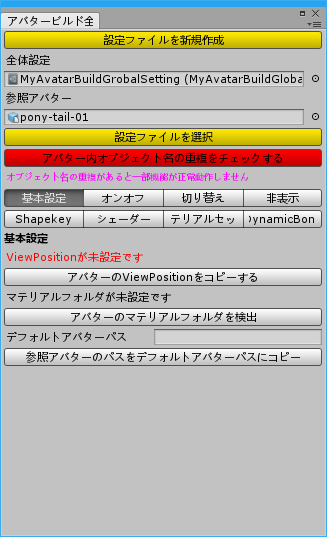 アバタービルド全
設定ファイルを新規作成
全体設定
MyAvatarBuildGrobalSetting (MyAvatarBuildGloba
参照アバター
pony-tail-01
設定ファイルを選択
アバター内オブジェクト名の重複をチェックする
オブジェクト名の重複があると一部機能が正常動作しません
基本設定 オンオフ 切り替え 非表示
Shapekey シェーダー テリアルセッ DynamicBon
基本設定
ViewPositionが未設定です
アバターのViewPositionをコピーする
マテリアルフォルダが未設定です
アバターのマテリアルフォルダを検出
デフォルトアバターパス
参照アバターのパスをデフォルトアバターパスにコピー